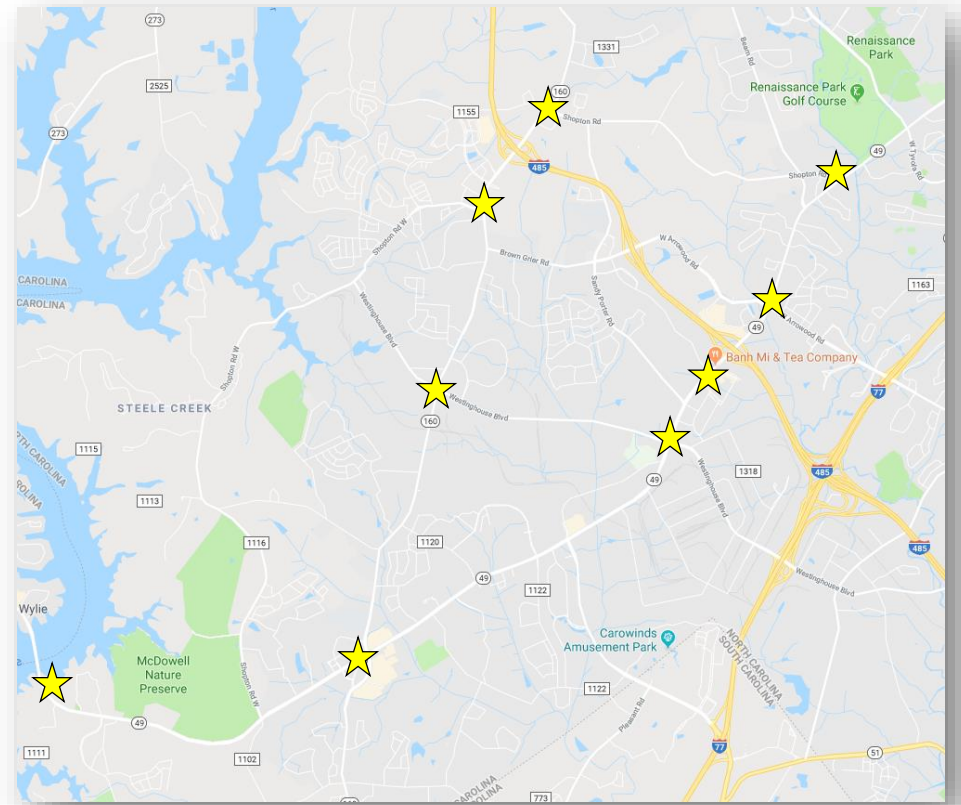 273
1331
Beam Rd
Renaissance
Park
2525
Renaissance Park
Golf Course
160
1155
Shopton Rd
273
49
W Tyvola Rd
485
Shopton Rd
Shopton Rd W
W Arrowood Rd
Brown Grier Rd
Sandy Porter Rd
CAROLINA
CAROLINA
1163
Westinghouse Blvd
49
Arrowood Rd
Banh Mi & Tea Company
77
Shopton Rd W
STEELE CREEK
Westinghouse Blvd
160
1115
NORTH CAROLINA
1318
485
49
Westinghouse Blvd
1113
1116
1120
485
49
1122
Westinghouse Blvd
Wylie
Carowinds
Amusement Park
NORTH CAROLINA
SOUTH CAROLINA
McDowell
Nature
Preserve
Shopton Rd W
1122
Pleasant Rd
49
77
1111
1102
51
CAROLINA
773